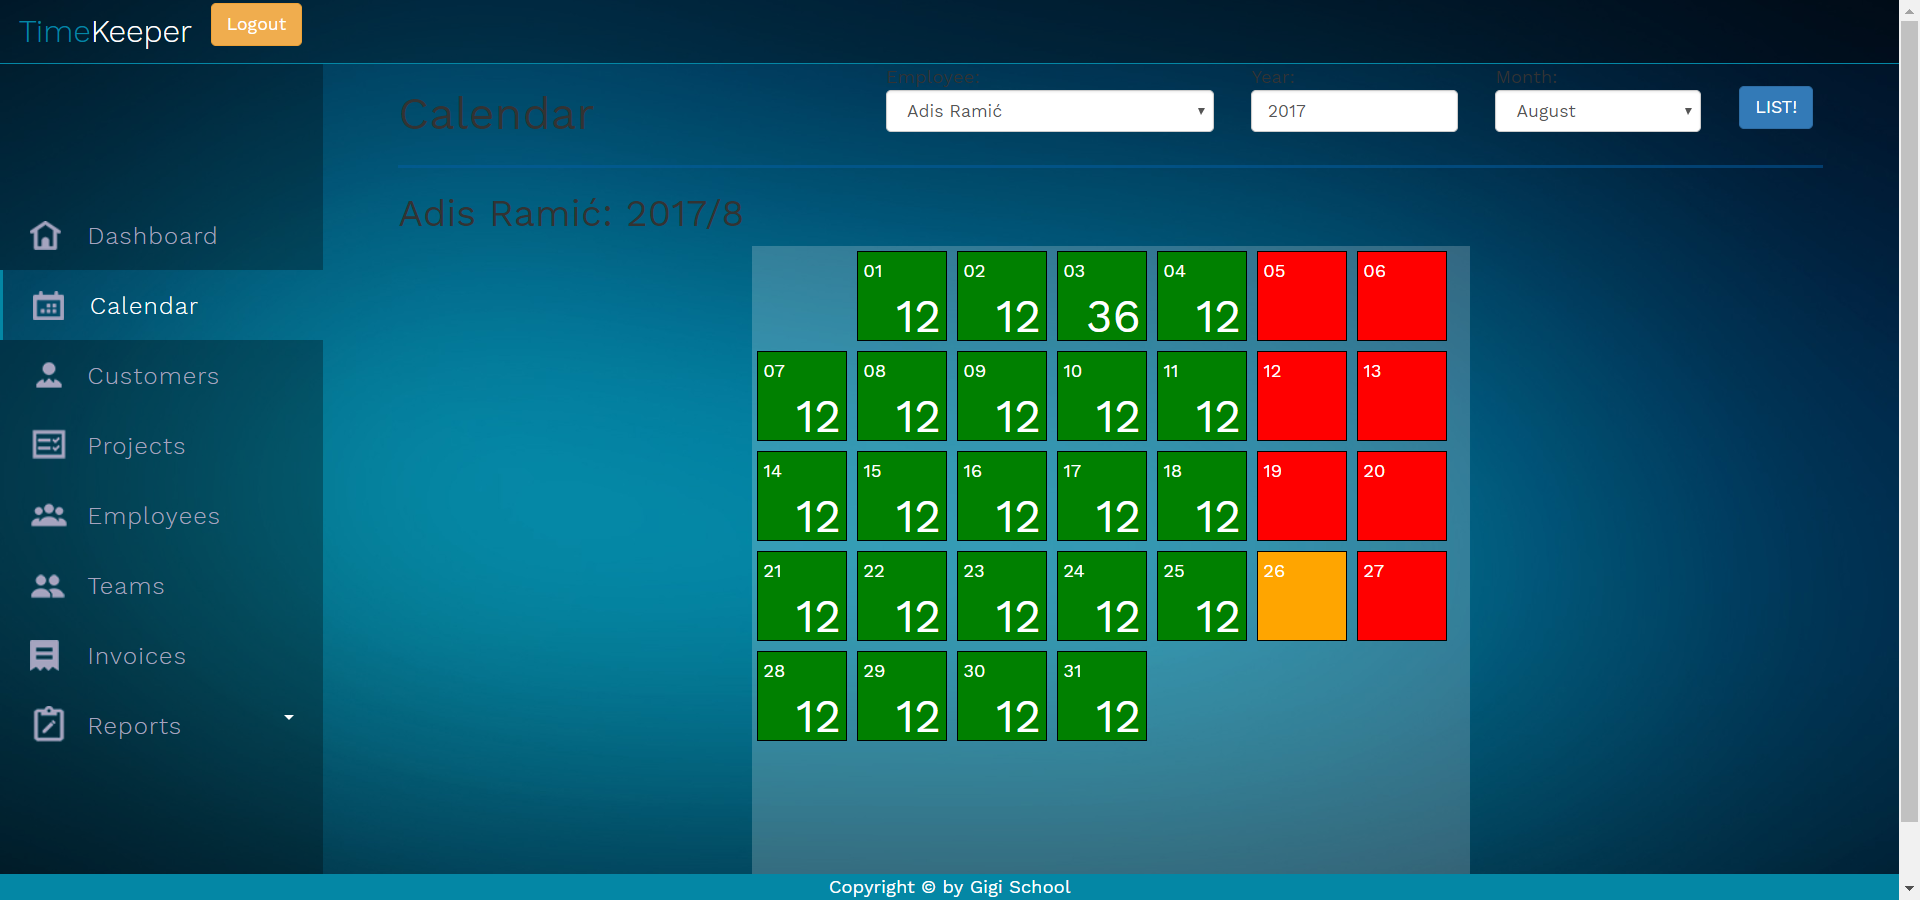 TimeKeeper Logout
Employee: Year: Month:
Calendar Adis Ramić 2017 August LIST!
Adis Ramić: 2017/8
Dashboard
Calendar
Customers
Projects
Employees
Teams
Invoices
Reports
01 02 03 04 05 06
12 12 36 12
07 08 09 10 11 12 13
12 12 12 12 12
14 15 16 17 18 19 20
12 12 12 12 12
21 22 23 24 25 26 27
12 12 12 12 12
28 29 30 31
12 12 12 12
Copyright © by Gigi School